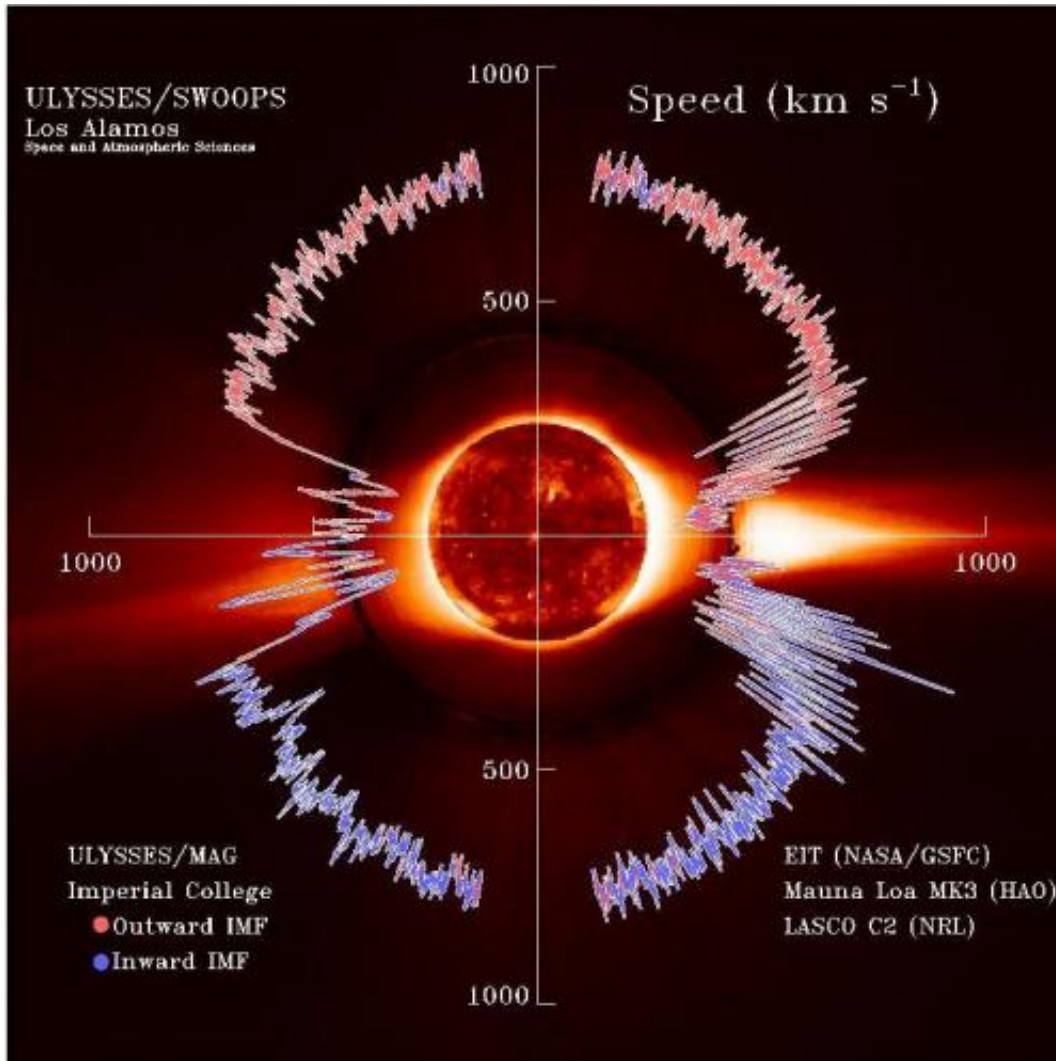 ULYSSES/SWOOPS
Los Alamos
Space and Atmospheric Sciences
Speed (km s⁻¹)
1000
500
1000
1000
500
1000
ULYSSES/MAG
Imperial College
Outward IMF
Inward IMF
EIT (NASA/GSFC)
Mauna Loa MK3 (HAO)
LASCO C2 (NRL)